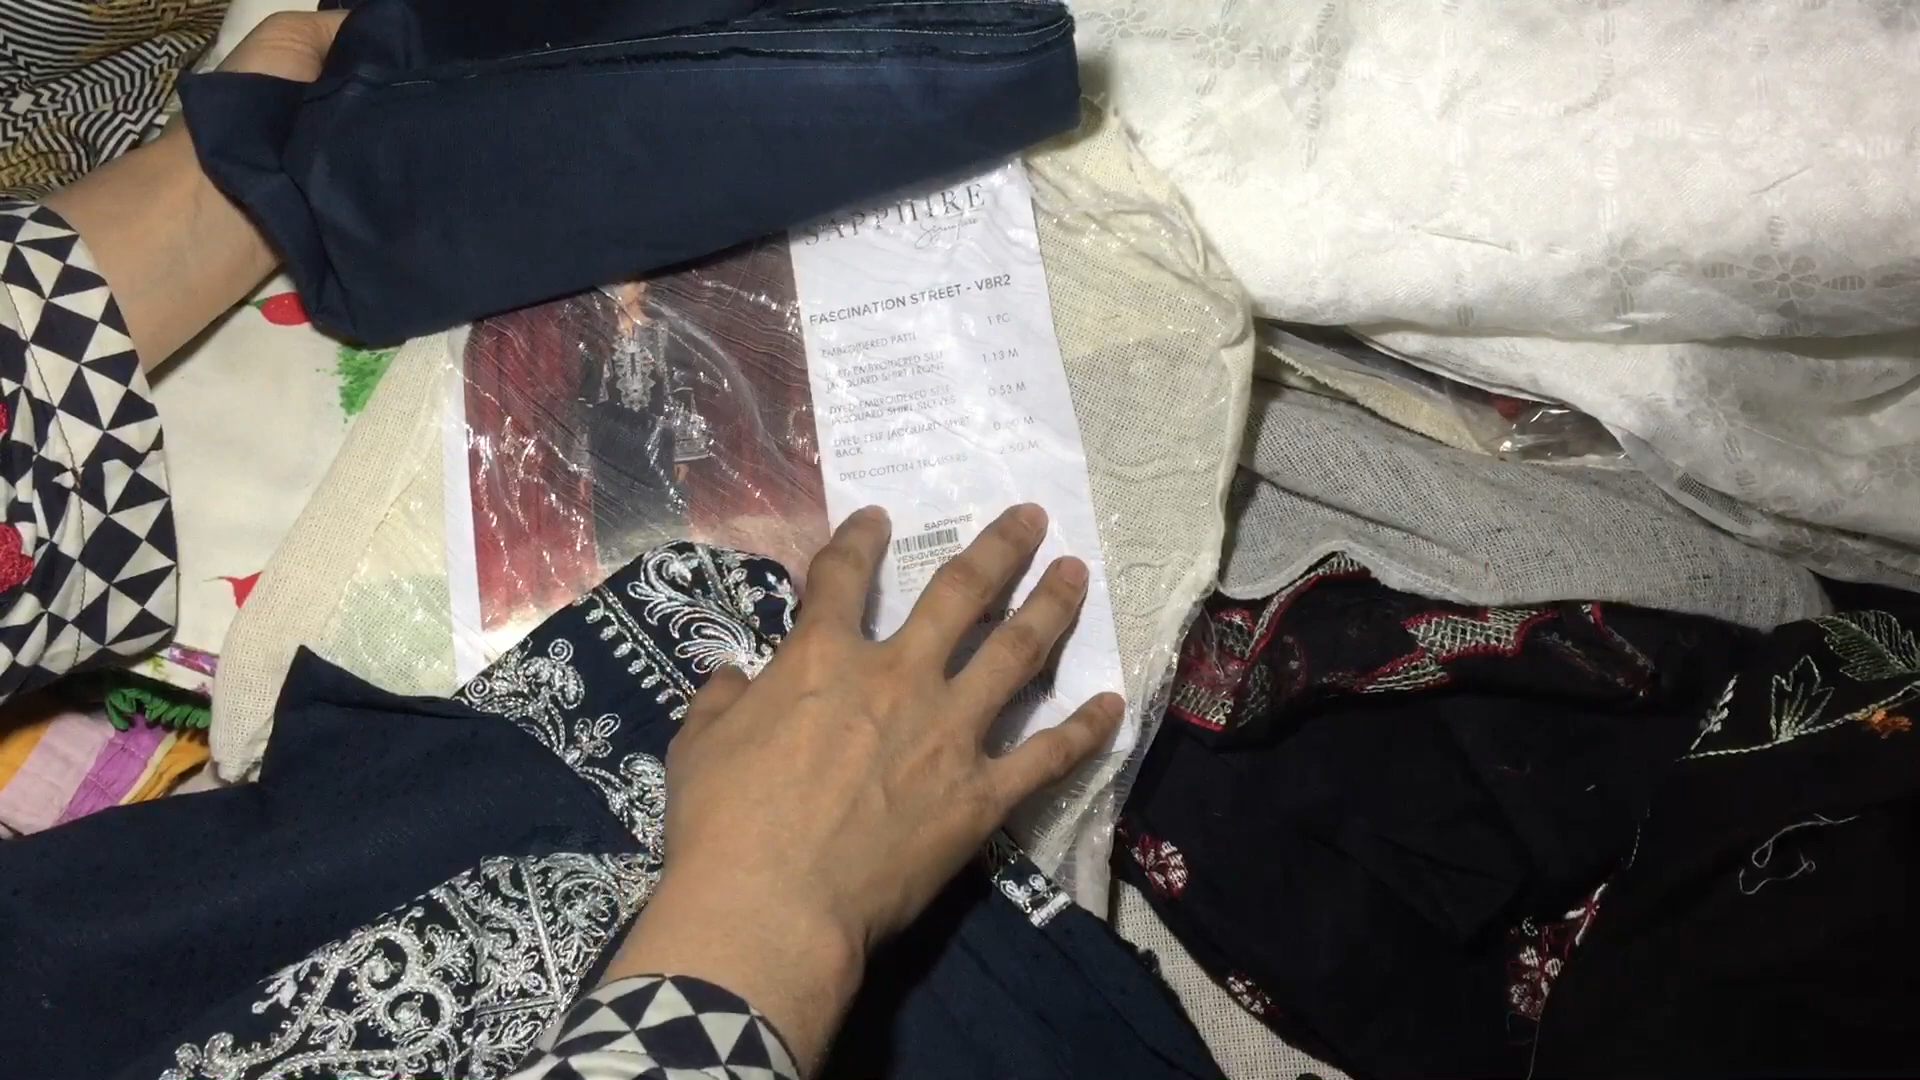 SAPPHIRE
Signature
FASCINATION STREET - VBR2
EMBROIDERED PATTI 1 PC
DYED EMBROIDERED SELF 1.13 M
JACQUARD SHIRT FRONT
DYED EMBROIDERED SELF 0.53 M
JACQUARD SHIRT SLEEVES
DYED SELF JACQUARD SHIRT
BACK
DYED COTTON TROUSERS 2.50 M
SAPPHIRE